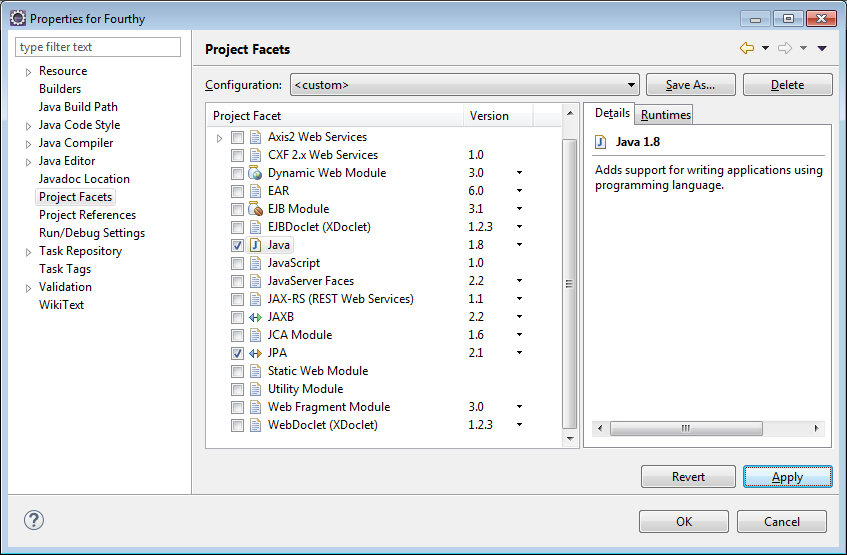 Properties for Fourthy
type filter text
Resource
Builders
Java Build Path
Java Code Style
Java Compiler
Java Editor
Javadoc Location
Project Facets
Project References
Run/Debug Settings
Task Repository
Task Tags
Validation
WikiText
Project Facets
Configuration: <custom> Save As... Delete
Project Facet Version
Axis2 Web Services
CXF 2.x Web Services 1.0
Dynamic Web Module 3.0
EAR 6.0
EJB Module 3.1
EJBDoclet (XDoclet) 1.2.3
Java 1.8
JavaScript 1.0
JavaServer Faces 2.2
JAX-RS (REST Web Services) 1.1
JAXB 2.2
JCA Module 1.6
JPA 2.1
Static Web Module
Utility Module
Web Fragment Module 3.0
WebDoclet (XDoclet) 1.2.3
Details Runtimes
Java 1.8
Adds support for writing applications using
programming language.
Revert Apply
OK Cancel